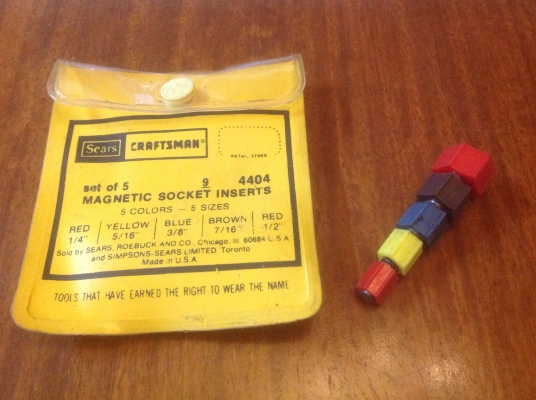 Sears CRAFTSMAN®
RETAIL STORE
set of 5 9 4404
MAGNETIC SOCKET INSERTS
5 COLORS — 5 SIZES
RED YELLOW BLUE BROWN RED
1/4" 5/16" 3/8" 7/16" 1/2"
Sold by SEARS, ROEBUCK AND CO., Chicago, Ill. 60684 U.S.A.
and SIMPSONS-SEARS LIMITED, Toronto
Made in U.S.A.
TOOLS THAT HAVE EARNED THE RIGHT TO WEAR THE NAME